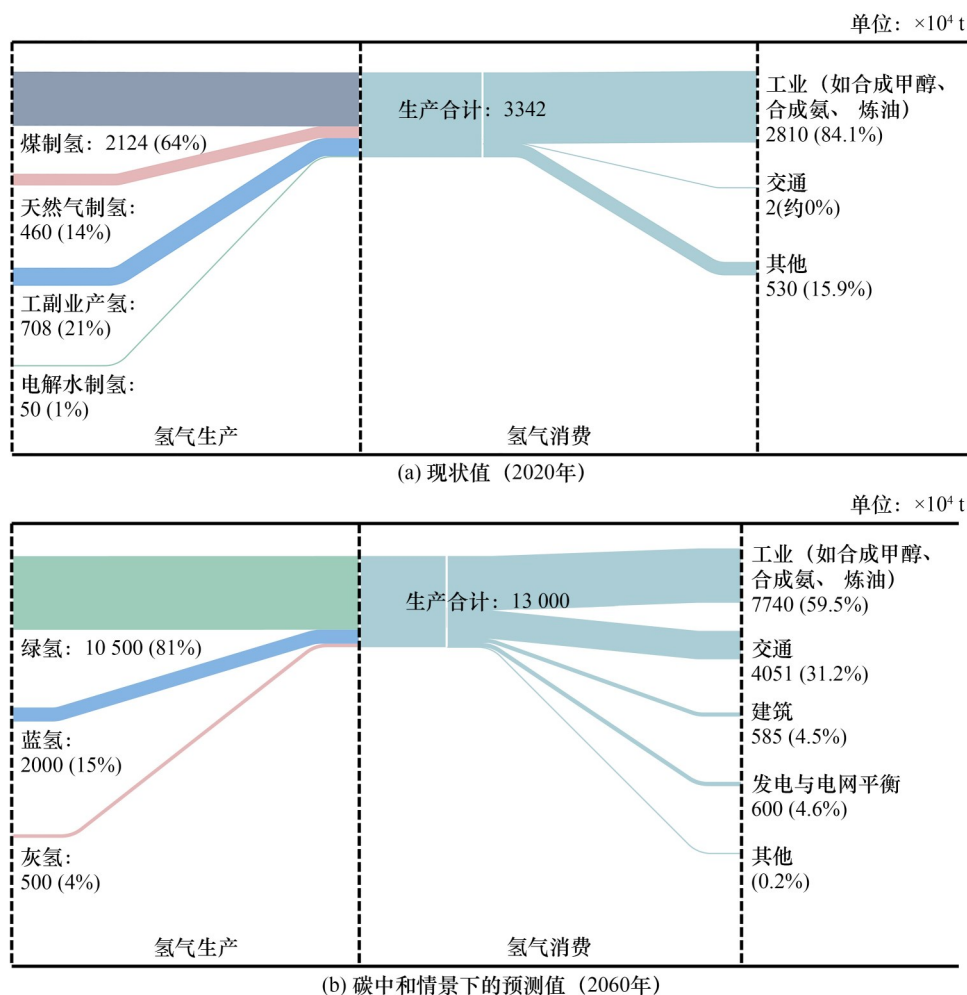 单位：×10⁴ t
生产合计：3342
工业（如合成甲醇、
合成氨、炼油）
2810 (84.1%)
煤制氢：2124 (64%)
交通
2(约0%)
天然气制氢：
460 (14%)
其他
530 (15.9%)
工副业产氢：
708 (21%)
电解水制氢：
50 (1%)
氢气生产
氢气消费
(a) 现状值（2020年）
单位：×10⁴ t
工业（如合成甲醇、
合成氨、炼油）
7740 (59.5%)
生产合计：13 000
绿氢：10 500 (81%)
交通
4051 (31.2%)
蓝氢：
2000 (15%)
建筑
585 (4.5%)
发电与电网平衡
600 (4.6%)
灰氢：
500 (4%)
其他
(0.2%)
氢气生产
氢气消费
(b) 碳中和情景下的预测值（2060年）